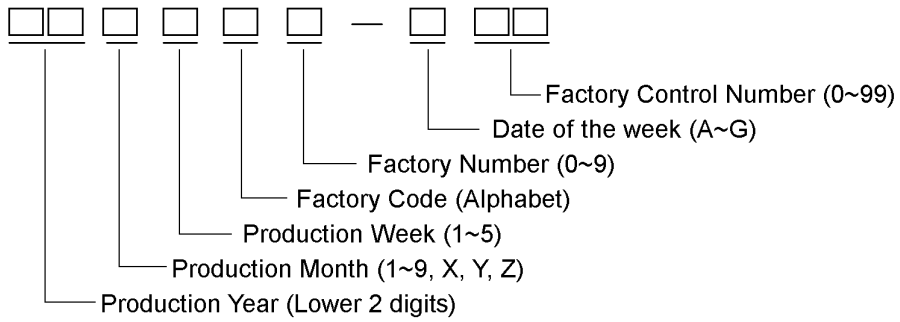 Factory Control Number (0~99)
Date of the week (A~G)
Factory Number (0~9)
Factory Code (Alphabet)
Production Week (1~5)
Production Month (1~9, X, Y, Z)
Production Year (Lower 2 digits)